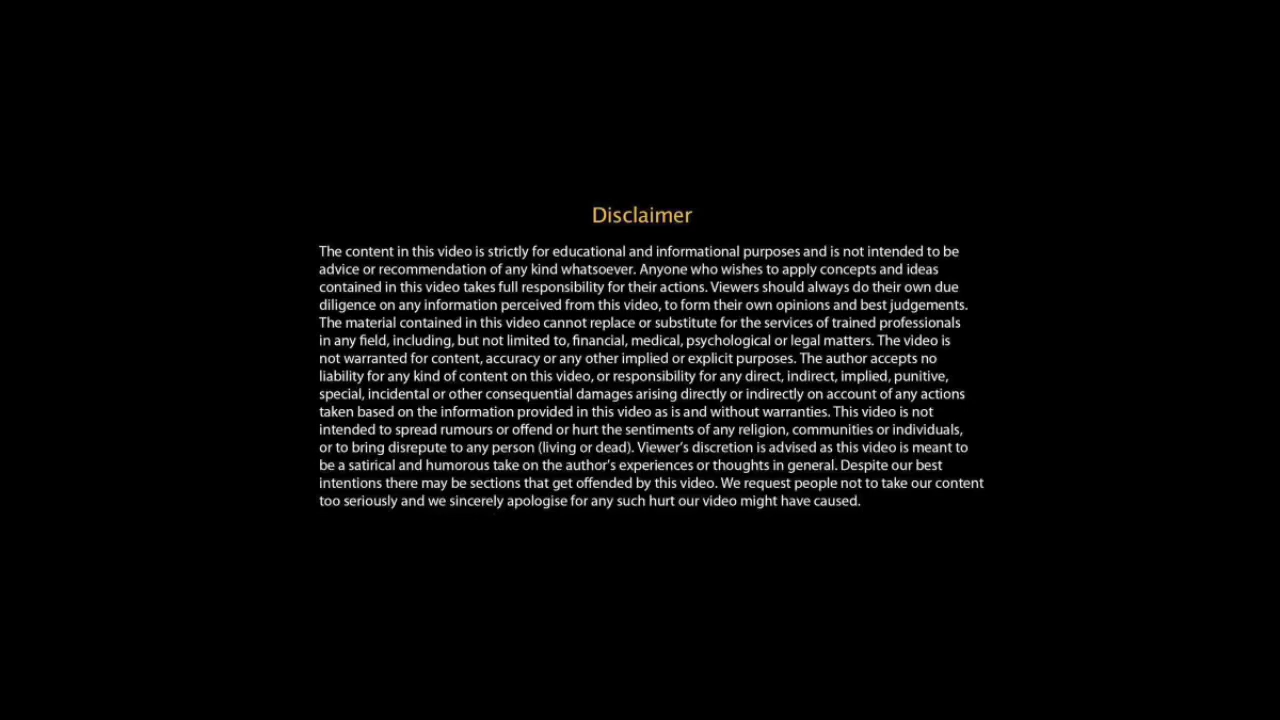 Disclaimer
The content in this video is strictly for educational and informational purposes and is not intended to be
advice or recommendation of any kind whatsoever. Anyone who wishes to apply concepts and ideas
contained in this video takes full responsibility for their actions. Viewers should always do their own due
diligence on any information perceived from this video, to form their own opinions and best judgements.
The material contained in this video cannot replace or substitute for the services of trained professionals
in any field, including, but not limited to, financial, medical, psychological or legal matters. The video is
not warranted for content, accuracy or any other implied or explicit purposes. The author accepts no
liability for any kind of content on this video, or responsibility for any direct, indirect, implied, punitive,
special, incidental or other consequential damages arising directly or indirectly on account of any actions
taken based on the information provided in this video as is and without warranties. This video is not
intended to spread rumours or offend or hurt the sentiments of any religion, communities or individuals,
or to bring disrepute to any person (living or dead). Viewer's discretion is advised as this video is meant to
be a satirical and humorous take on the author's experiences or thoughts in general. Despite our best
intentions there may be sections that get offended by this video. We request people not to take our content
too seriously and we sincerely apologise for any such hurt our video might have caused.